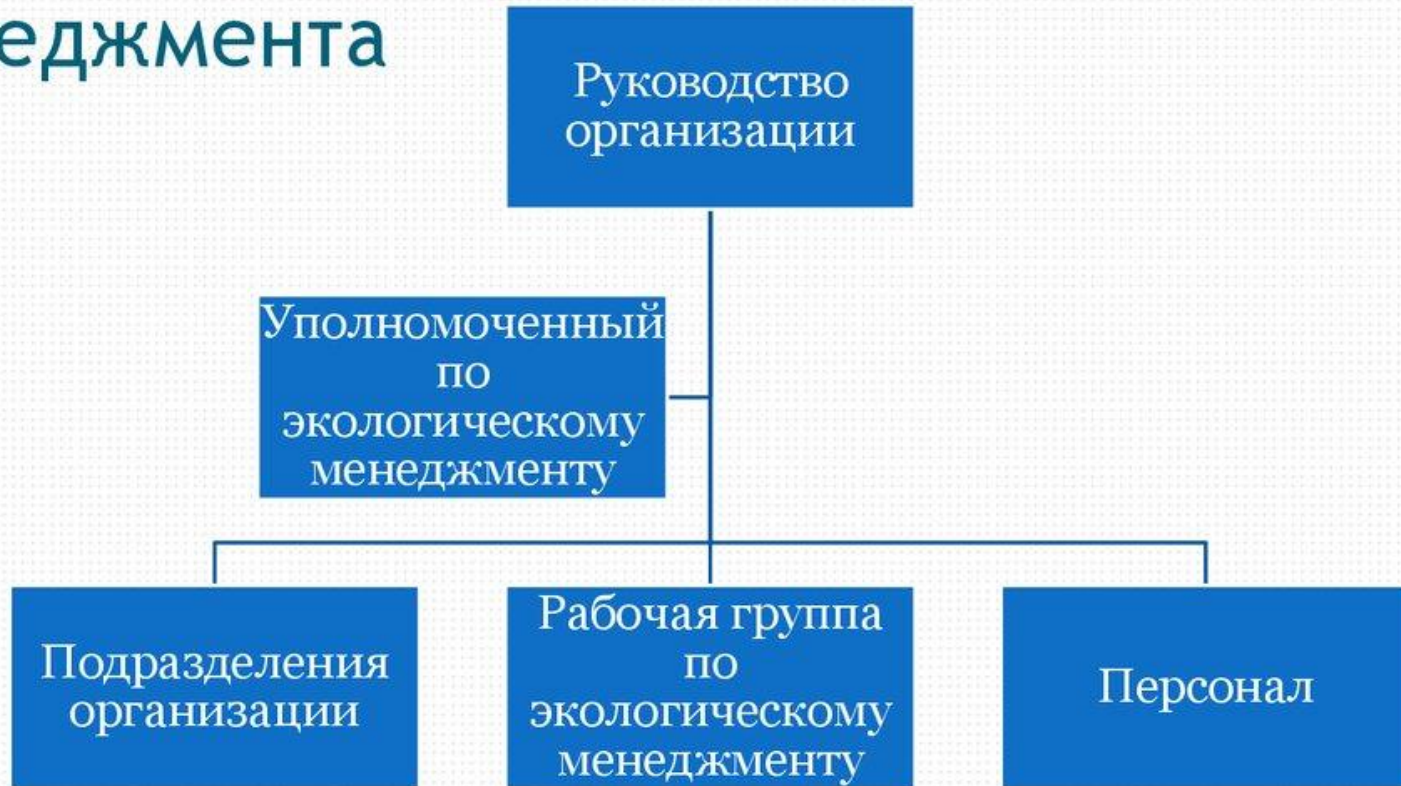 еджмента
Руководство
организации
Уполномоченный
по
экологическому
менеджменту
Подразделения
организации
Рабочая группа
по
экологическому
менеджменту
Персонал